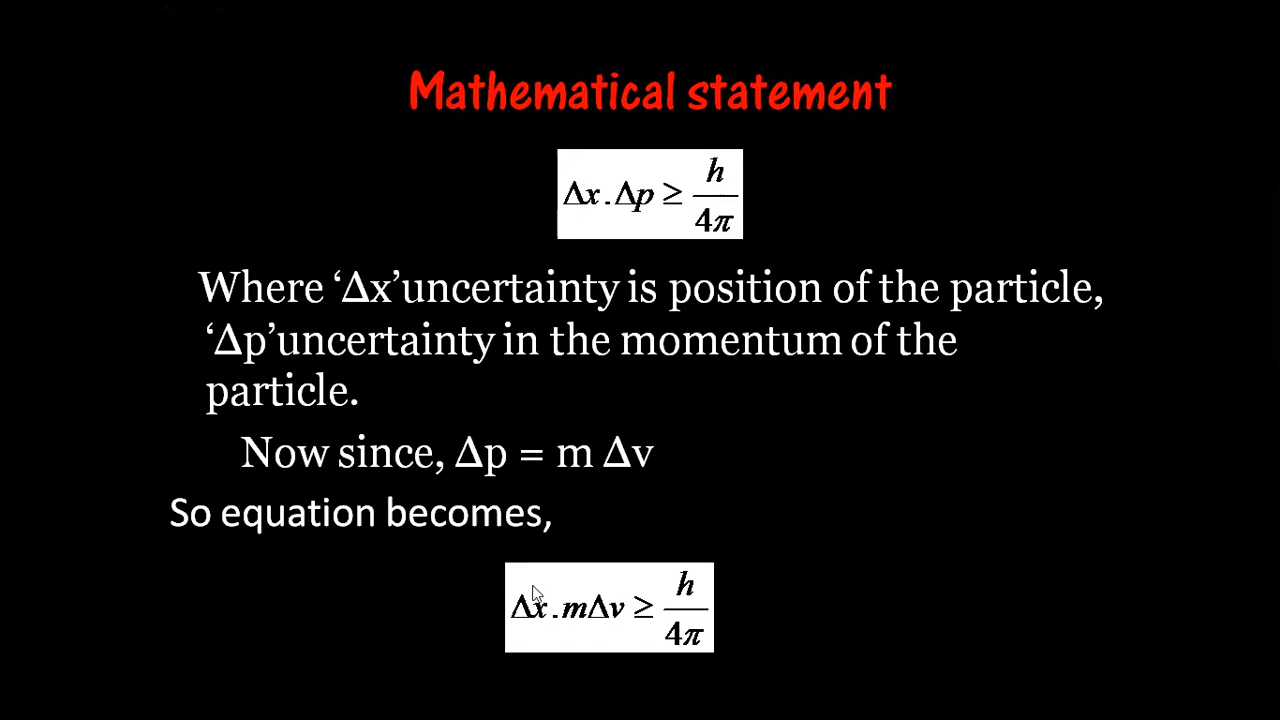 Mathematical statement
Δx.Δp ≥ h/4π
Where ‘Δx’uncertainty is position of the particle,
‘Δp’uncertainty in the momentum of the
particle.
Now since, Δp = m Δv
So equation becomes,
Δx.mΔv ≥ h/4π